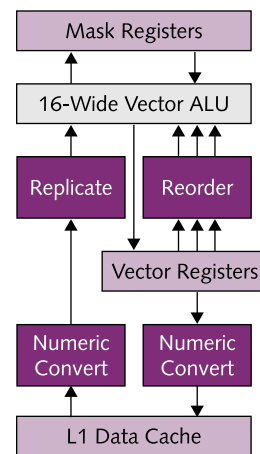 Mask Registers
16-Wide Vector ALU
Replicate
Reorder
Vector Registers
Numeric
Convert
Numeric
Convert
L1 Data Cache